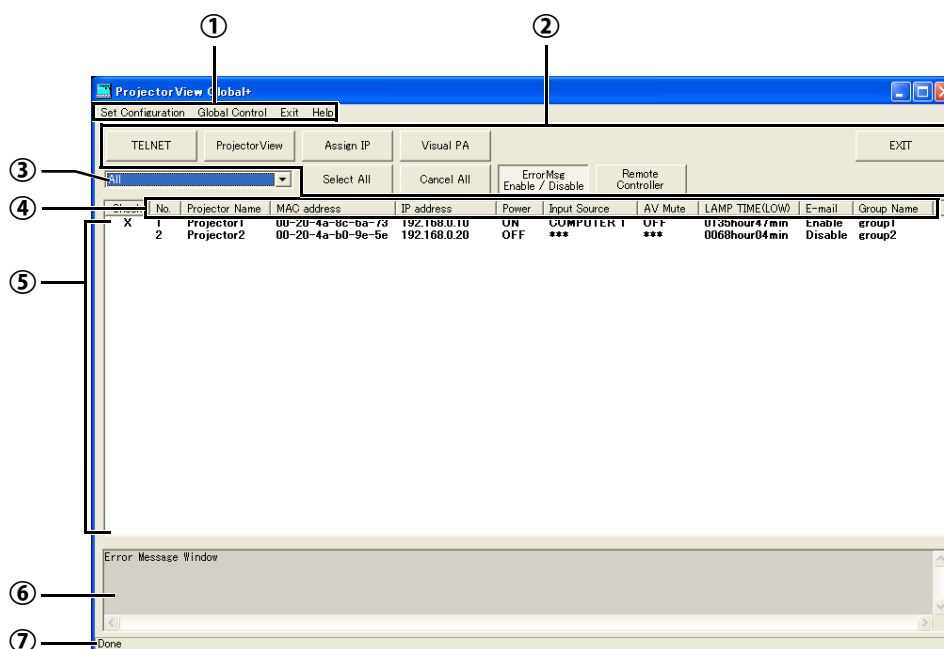 ① ②
ProjectorView Global+
Set Configuration Global Control Exit Help
TELNET ProjectorView Assign IP Visual PA EXIT
③ All Select All Cancel All ErrorMsg Enable / Disable Remote Controller
④ Check No. Projector Name MAC address IP address Power Input Source AV Mute LAMP TIME(LOW) E-mail Group Name
X 1 Projector1 00-20-4a-8c-6a-73 192.168.0.10 ON COMPUTER 1 OFF 0135hour47min Enable group1
2 Projector2 00-20-4a-b0-9e-5e 192.168.0.20 OFF *** *** 0068hour04min Disable group2
⑤
Error Message Window
⑥
⑦ Done